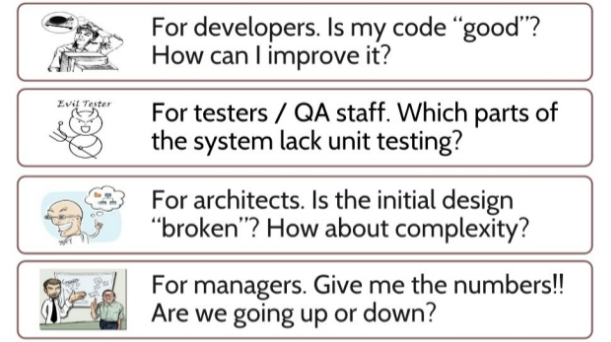 For developers. Is my code “good”?
How can I improve it?
Evil Tester
For testers / QA staff. Which parts of
the system lack unit testing?
For architects. Is the initial design
“broken”? How about complexity?
For managers. Give me the numbers!!
Are we going up or down?